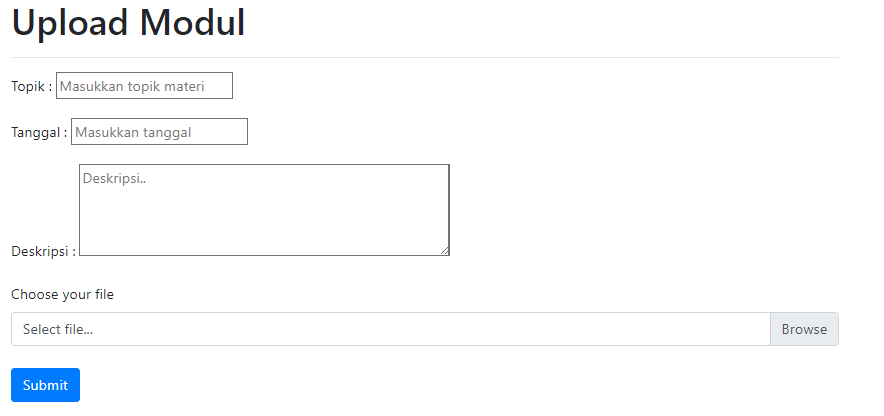 Upload Modul
Topik : Masukkan topik materi
Tanggal : Masukkan tanggal
Deskripsi..
Deskripsi :
Choose your file
Select file... Browse
Submit